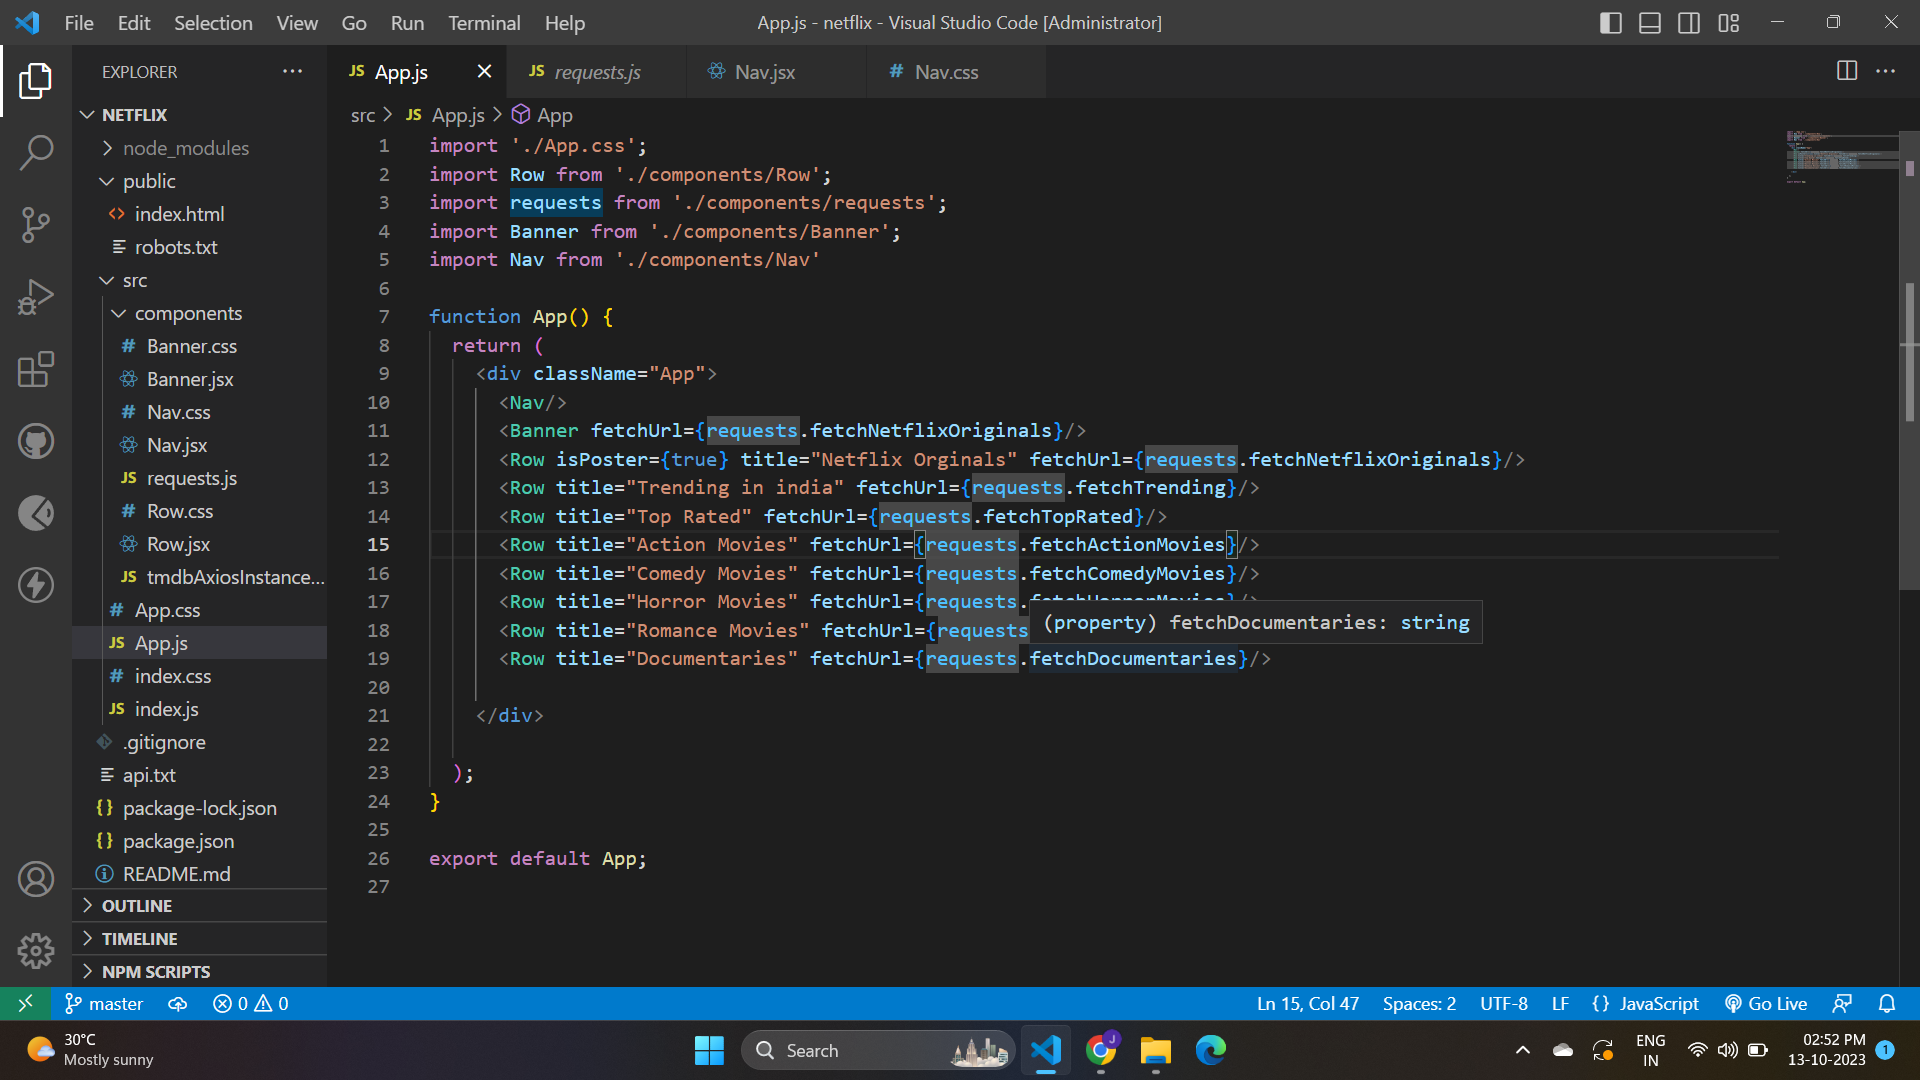 File Edit Selection View Go Run Terminal Help
App.js - netflix - Visual Studio Code [Administrator]
EXPLORER
NETFLIX
node_modules
public
index.html
robots.txt
src
components
Banner.css
Banner.jsx
Nav.css
Nav.jsx
requests.js
Row.css
Row.jsx
tmdbAxiosInstance...
App.css
App.js
index.css
index.js
.gitignore
api.txt
package-lock.json
package.json
README.md
OUTLINE
TIMELINE
NPM SCRIPTS
JS App.js JS requests.js Nav.jsx # Nav.css
src > JS App.js > App
1 import './App.css';
2 import Row from './components/Row';
3 import requests from './components/requests';
4 import Banner from './components/Banner';
5 import Nav from './components/Nav'
6
7 function App() {
8 return (
9 <div className="App">
10 <Nav/>
11 <Banner fetchUrl={requests.fetchNetflixOriginals}/>
12 <Row isPoster={true} title="Netflix Orginals" fetchUrl={requests.fetchNetflixOriginals}/>
13 <Row title="Trending in india" fetchUrl={requests.fetchTrending}/>
14 <Row title="Top Rated" fetchUrl={requests.fetchTopRated}/>
15 <Row title="Action Movies" fetchUrl={requests.fetchActionMovies}/>
16 <Row title="Comedy Movies" fetchUrl={requests.fetchComedyMovies}/>
17 <Row title="Horror Movies" fetchUrl={requests.
18 <Row title="Romance Movies" fetchUrl={requests
(property) fetchDocumentaries: string
19 <Row title="Documentaries" fetchUrl={requests.fetchDocumentaries}/>
20
21 </div>
22
23 );
24 }
25
26 export default App;
27
master 0 0 Ln 15, Col 47 Spaces: 2 UTF-8 LF {} JavaScript Go Live
30°C
Mostly sunny
Search
J
ENG
IN
02:52 PM
13-10-2023
1